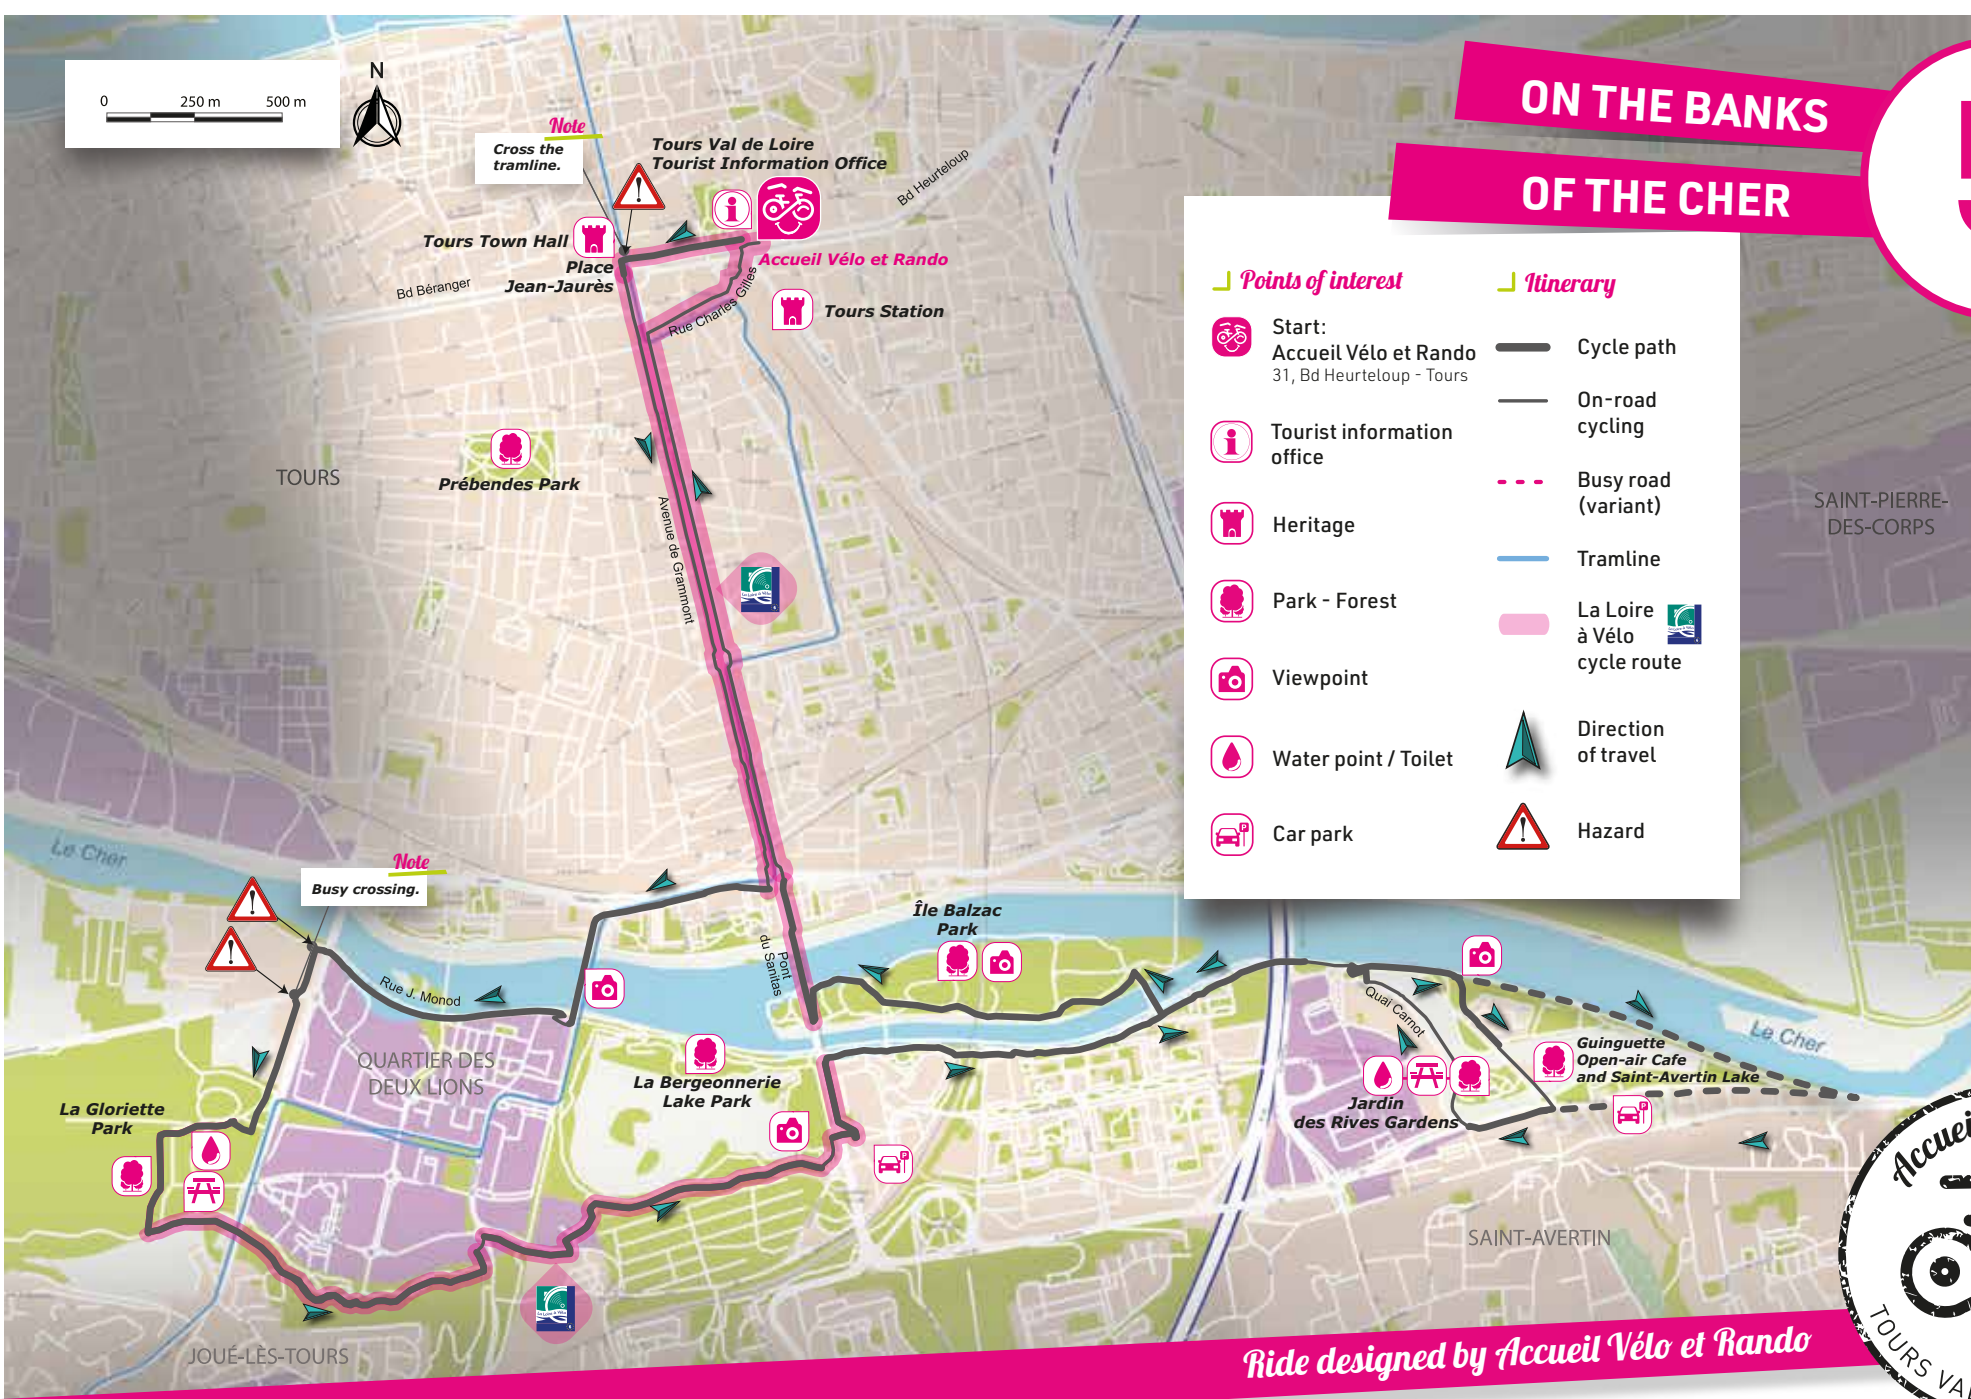 ON THE BANKS
OF THE CHER
5
0 250 m 500 m
N
Note
Cross the
tramline.
Tours Val de Loire
Tourist Information Office
Bd Heurteloup
Tours Town Hall
Place
Jean-Jaurès
Bd Béranger
Accueil Vélo et Rando
Rue Charles Gilles
Tours Station
TOURS
Prébendes Park
Avenue de Grammont
Points of interest
Start:
Accueil Vélo et Rando
31, Bd Heurteloup - Tours
Tourist information
office
Heritage
Park - Forest
Viewpoint
Water point / Toilet
Car park
Itinerary
Cycle path
On-road
cycling
Busy road
(variant)
Tramline
La Loire
à Vélo
cycle route
Direction
of travel
Hazard
SAINT-PIERRE-
DES-CORPS
Le Cher
Note
Busy crossing.
Rue J. Monod
Pont
du Sanitas
Île Balzac
Park
Quai Carnot
Le Cher
QUARTIER DES
DEUX LIONS
La Bergeonnerie
Lake Park
Guinguette
Open-air Cafe
and Saint-Avertin Lake
Jardin
des Rives Gardens
La Gloriette
Park
SAINT-AVERTIN
JOUÉ-LÈS-TOURS
Ride designed by Accueil Vélo et Rando
Accueil
TOURS VAL